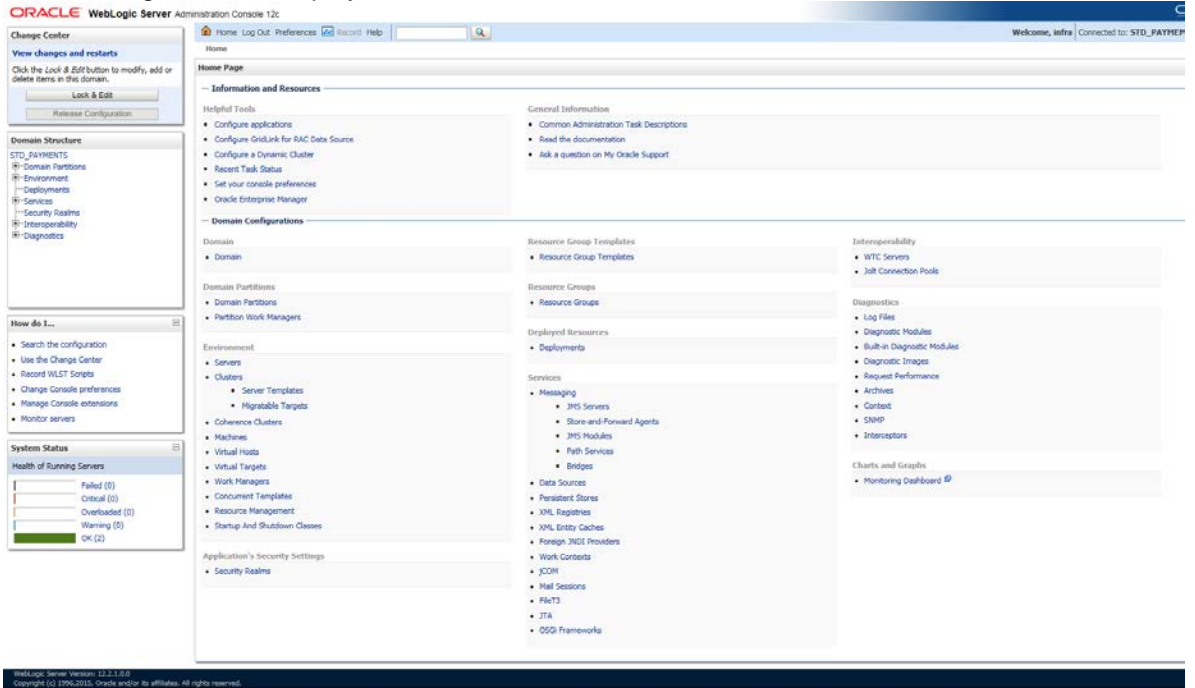 ORACLE WebLogic Server Administration Console 12c
Change Center
View changes and restarts
Click the Lock & Edit button to modify, add or
delete items in this domain.
Lock & Edit
Release Configuration
Domain Structure
STD_PAYMENTS
Domain Partitions
Environment
Deployments
Services
Security Realms
Interoperability
Diagnostics
How do I...
Search the configuration
Use the Change Center
Record WLST Scripts
Change Console preferences
Manage Console extensions
Monitor servers
System Status
Health of Running Servers
Failed (0)
Critical (0)
Overloaded (0)
Warning (0)
OK (2)
Home Log Out Preferences Record Help
Welcome, infra Connected to: STD_PAYMEN
Home
Home Page
Information and Resources
Helpful Tools
Configure applications
Configure GridLink for RAC Data Source
Configure a Dynamic Cluster
Recent Task Status
Set your console preferences
Oracle Enterprise Manager
General Information
Common Administration Task Descriptions
Read the documentation
Ask a question on My Oracle Support
Domain Configurations
Domain
Domain
Domain Partitions
Domain Partitions
Partition Work Managers
Environment
Servers
Clusters
Server Templates
Migratable Targets
Coherence Clusters
Machines
Virtual Hosts
Virtual Targets
Work Managers
Concurrent Templates
Resource Management
Startup And Shutdown Classes
Application's Security Settings
Security Realms
Resource Group Templates
Resource Group Templates
Resource Groups
Resource Groups
Deployed Resources
Deployments
Services
Messaging
JMS Servers
Store-and-Forward Agents
JMS Modules
Path Services
Bridges
Data Sources
Persistent Stores
XML Registries
XML Entity Caches
Foreign JNDI Providers
Work Contexts
jCOM
Mail Sessions
FileT3
JTA
OSGi Frameworks
Interoperability
WTC Servers
Jolt Connection Pools
Diagnostics
Log Files
Diagnostic Modules
Built-in Diagnostic Modules
Diagnostic Images
Request Performance
Archives
Context
SNMP
Interceptors
Charts and Graphs
Monitoring Dashboard
WebLogic Server Version: 12.2.1.0.0
Copyright (c) 1996,2015, Oracle and/or its affiliates. All rights reserved.